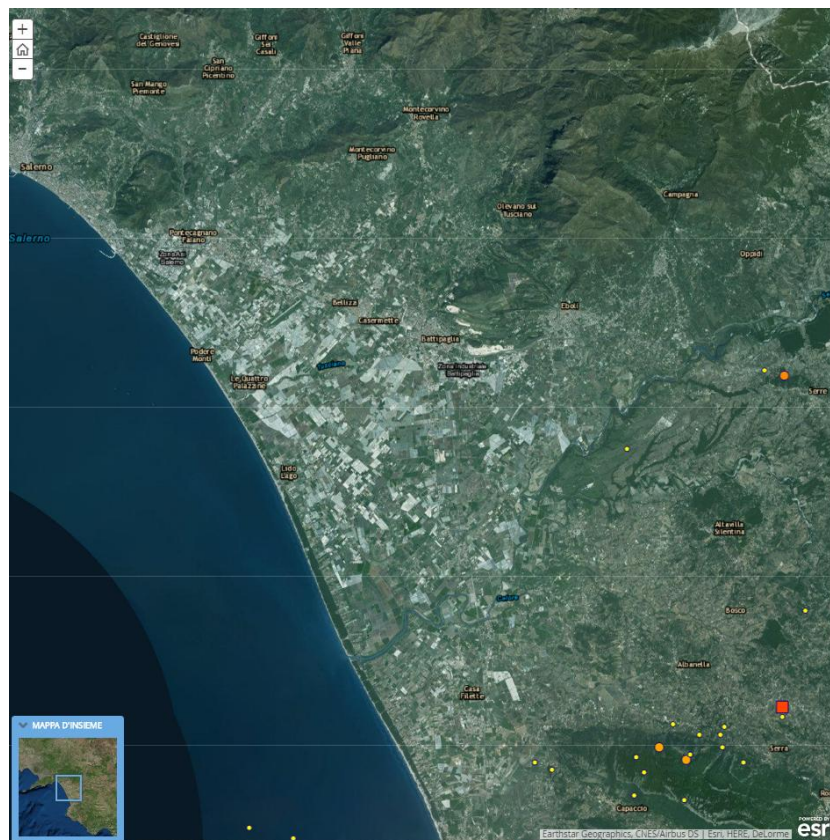 +
−
Castiglione
del Genovesi
Giffoni
Sei
Casali
Giffoni
Valle
Piana
San
Cipriano
Picentino
San Mango
Piemonte
Montecorvino
Rovella
Montecorvino
Pugliano
Salerno
Campagna
Olevano sul
Tusciano
Pontecagnano
Faiano
Salerno
Oppidi
Bellizzi
Eboli
Casermette
Battipaglia
Podere
Monti
Zona Industriale
Battipaglia
Le Quattro
Palazzine
Serre
Lido
Lago
Altavilla
Silentina
Bosco
Albanella
Casa
Filette
MAPPA D'INSIEME
Serra
Capaccio
POWERED BY
esri
Earthstar Geographics, CNES/Airbus DS | Esri, HERE, DeLorme